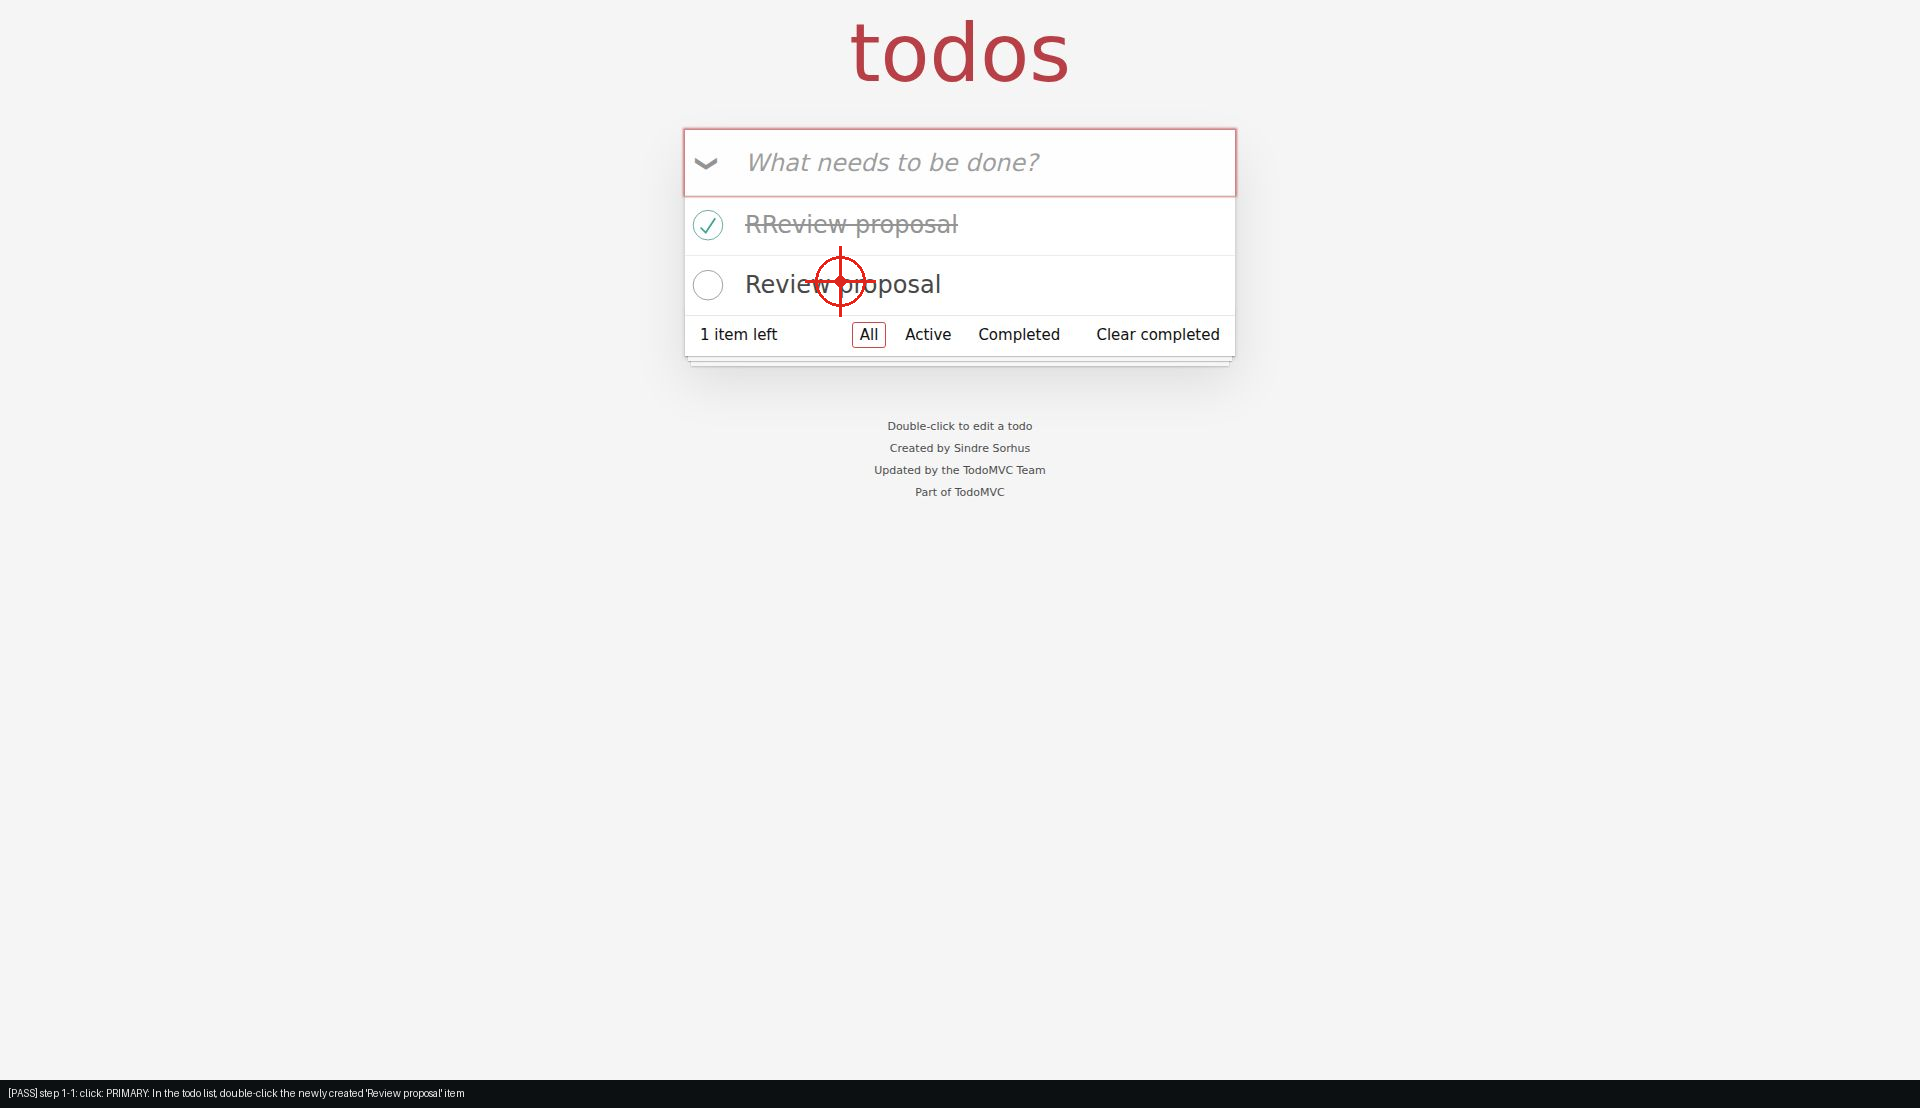 todos
What needs to be done?
RReview proposal
Review proposal
1 item left All Active Completed Clear completed
Double-click to edit a todo
Created by Sindre Sorhus
Updated by the TodoMVC Team
Part of TodoMVC
[PASS] step 1-1: click: PRIMARY: In the todo list, double-click the newly created 'Review proposal' item